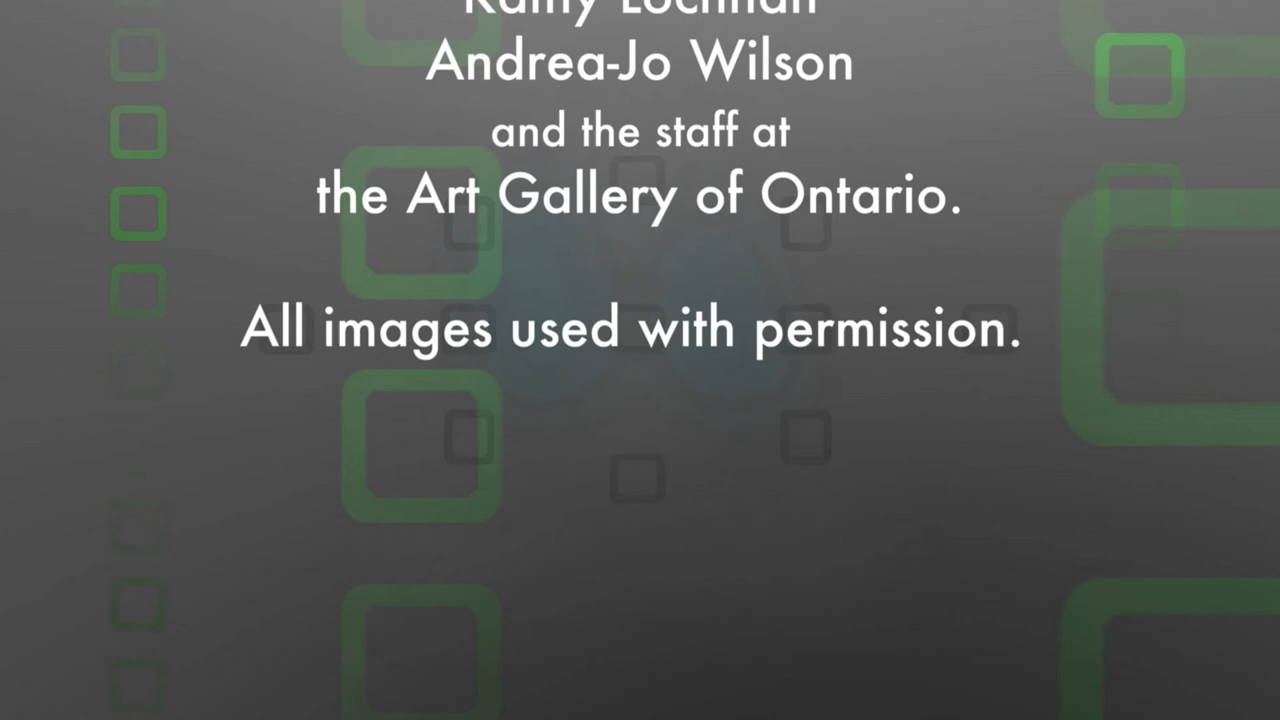 Andrea-Jo Wilson
and the staff at
the Art Gallery of Ontario.
All images used with permission.